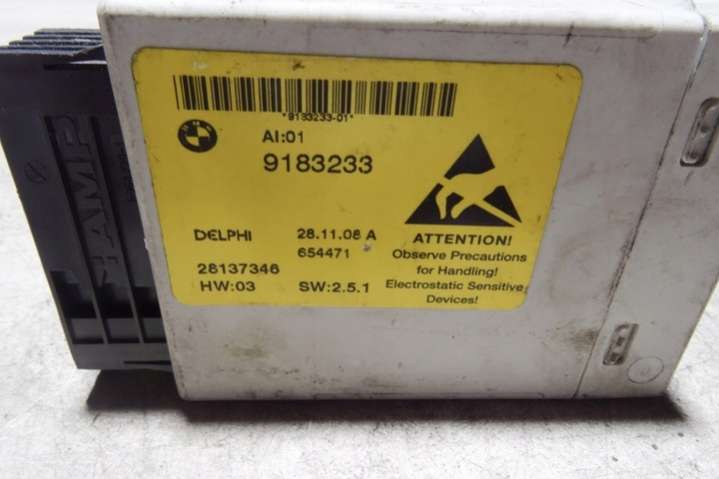 *9183233-01*
BMW
AI:01
9183233
DELPHI
28.11.08 A
654471
28137346
HW:03
SW:2.5.1
ATTENTION!
Observe Precautions
for Handling!
Electrostatic Sensitive
Devices!
AMP